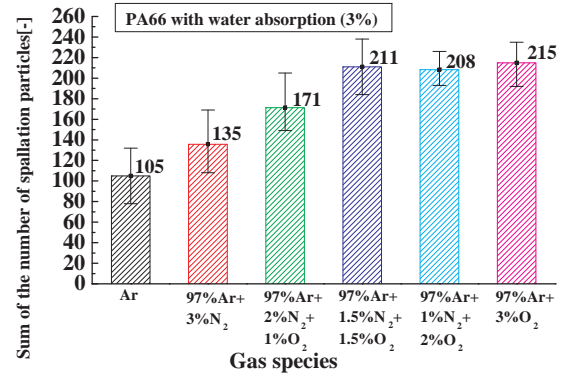 PA66 with water absorption (3%)
Sum of the number of spallation particles[-]
260
240
220
200
180
160
140
120
100
80
60
40
20
0
105
135
171
211
208
215
Ar
97%Ar+
3%N₂
97%Ar+
2%N₂+
1%O₂
97%Ar+
1.5%N₂+
1.5%O₂
97%Ar+
1%N₂+
2%O₂
97%Ar+
3%O₂
Gas species